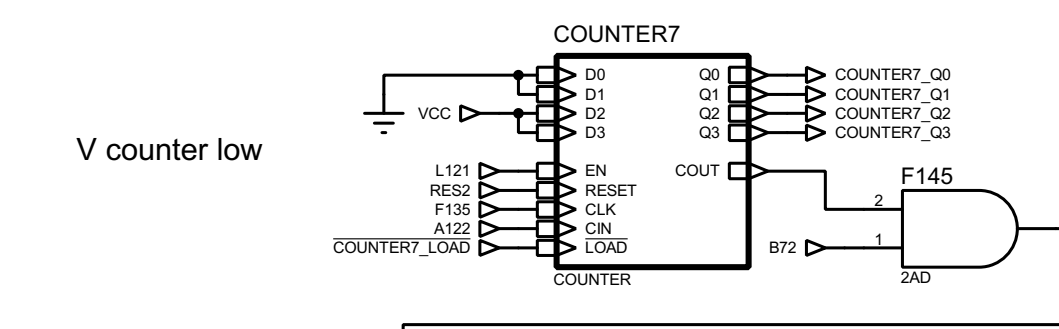 COUNTER7
D0 Q0 COUNTER7_Q0
D1 Q1 COUNTER7_Q1
VCC D2 Q2 COUNTER7_Q2
D3 Q3 COUNTER7_Q3
V counter low
L121 EN COUT F145
RES2 RESET
F135 CLK 2
A122 CIN
COUNTER7_LOAD LOAD B72 1
COUNTER 2AD